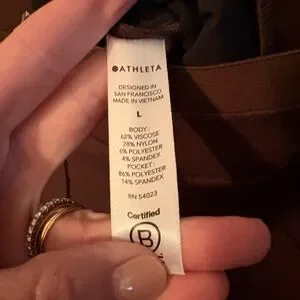 ATHLETA
DESIGNED IN
SAN FRANCISCO
MADE IN VIETNAM
L
BODY :
62% VISCOSE
28% NYLON
6% POLYESTER
4% SPANDEX
POCKET :
86% POLYESTER
14% SPANDEX
RN 54023
Certified
B